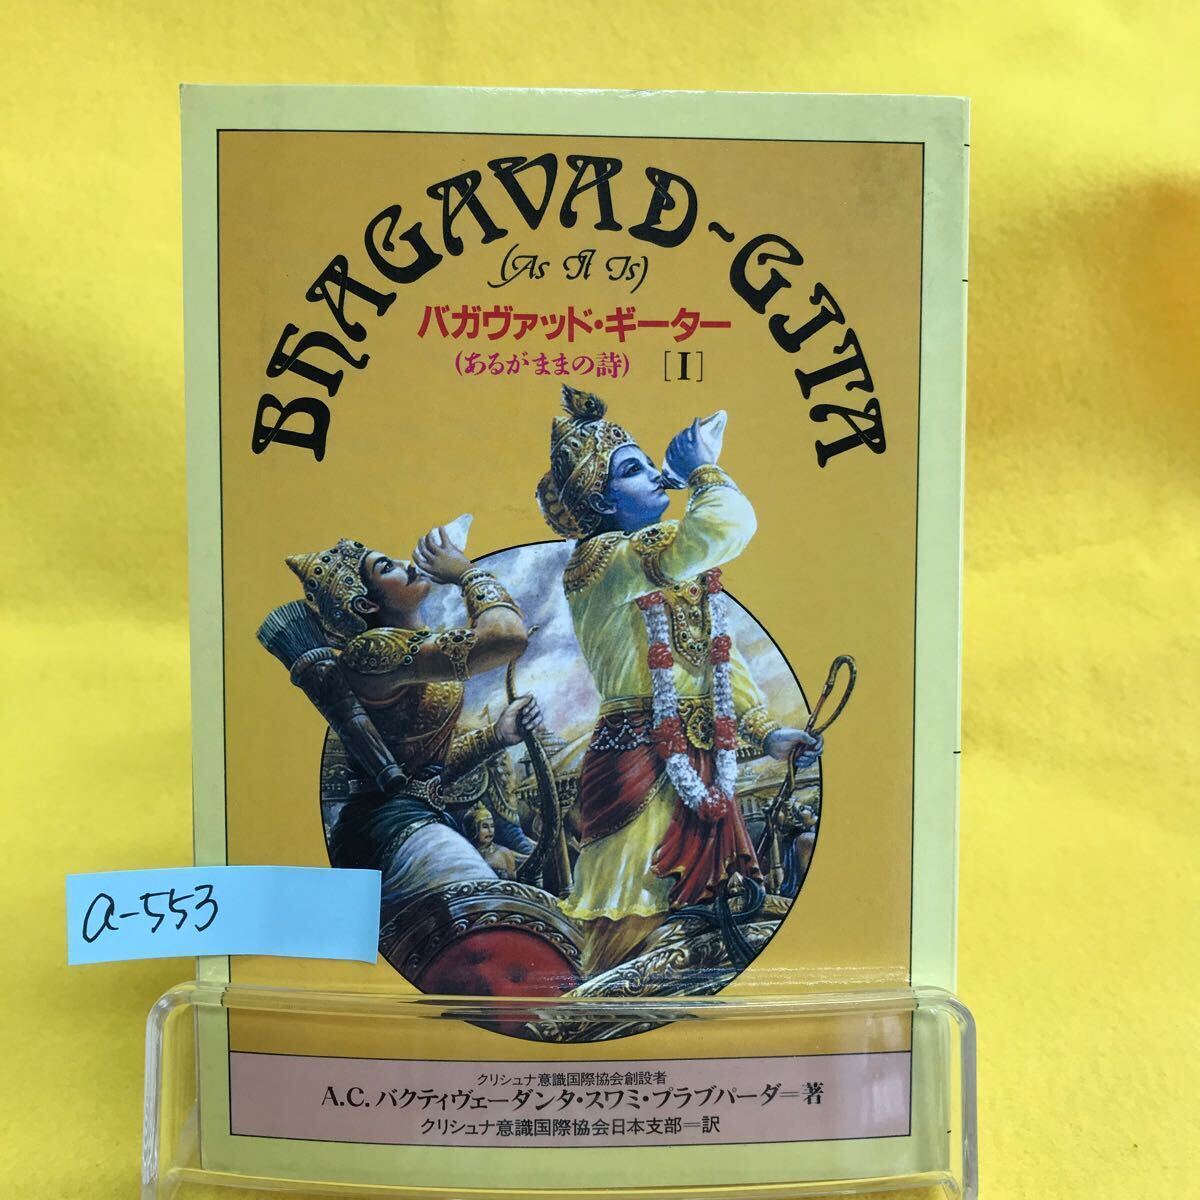 BHAGAVAD-GITA
(As It Is)
バガヴァッド・ギーター
(あるがままの詩) [I]
a-553
クリシュナ意識国際協会創設者
A.C. バクティヴェーダンタ・スワミ・プラブパーダ=著
クリシュナ意識国際協会日本支部=訳